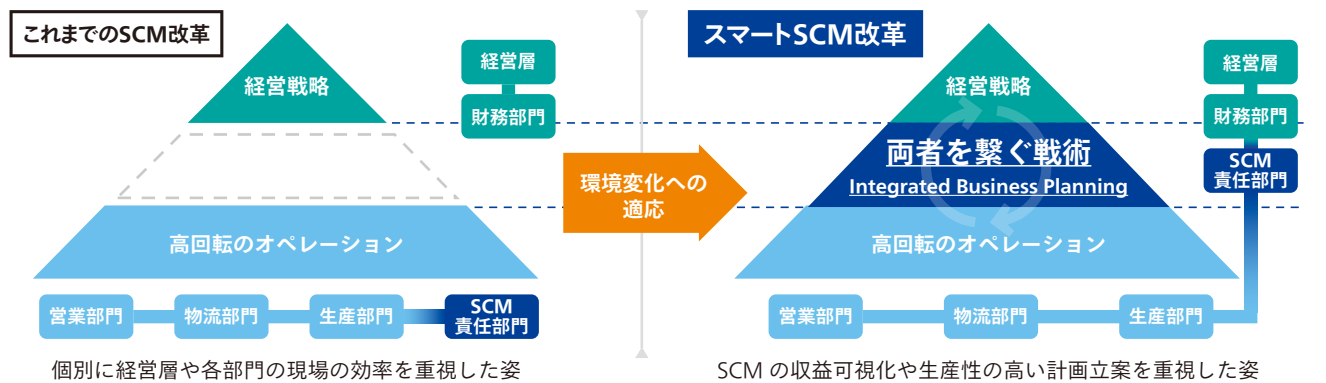 これまでのSCM改革
経営戦略
経営層
財務部門
高回転のオペレーション
営業部門
物流部門
生産部門
SCM
責任部門
個別に経営層や各部門の現場の効率を重視した姿
環境変化への
適応
スマートSCM改革
経営戦略
両者を繋ぐ戦術
Integrated Business Planning
高回転のオペレーション
経営層
財務部門
SCM
責任部門
営業部門
物流部門
生産部門
SCM の収益可視化や生産性の高い計画立案を重視した姿